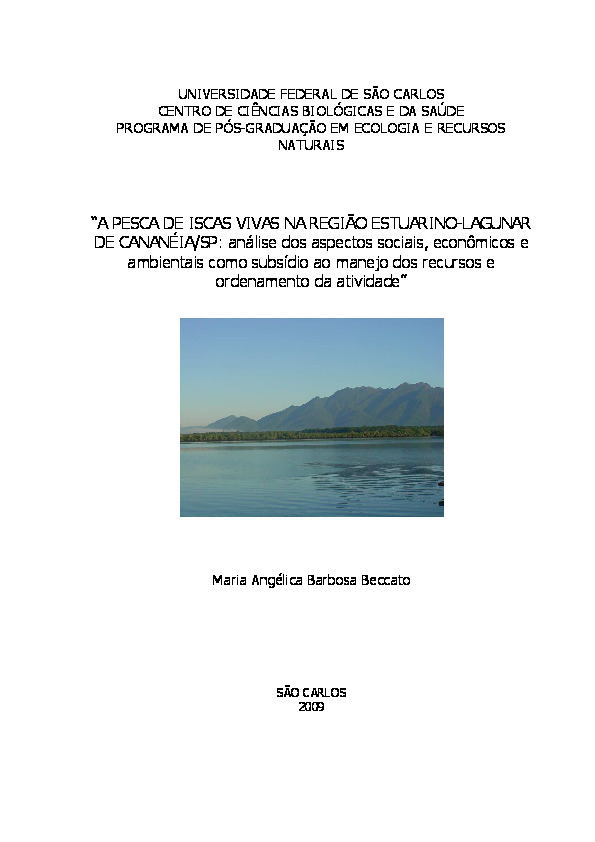 UNIVERSIDADE FEDERAL DE SÃO CARLOS
CENTRO DE CIÊNCIAS BIOLÓGICAS E DA SAÚDE
PROGRAMA DE PÓS-GRADUAÇÃO EM ECOLOGIA E RECURSOS
NATURAIS
“A PESCA DE ISCAS VIVAS NA REGIÃO ESTUARINO-LAGUNAR
DE CANANÉIA/SP: análise dos aspectos sociais, econômicos e
ambientais como subsídio ao manejo dos recursos e
ordenamento da atividade”
Maria Angélica Barbosa Beccato
SÃO CARLOS
2009